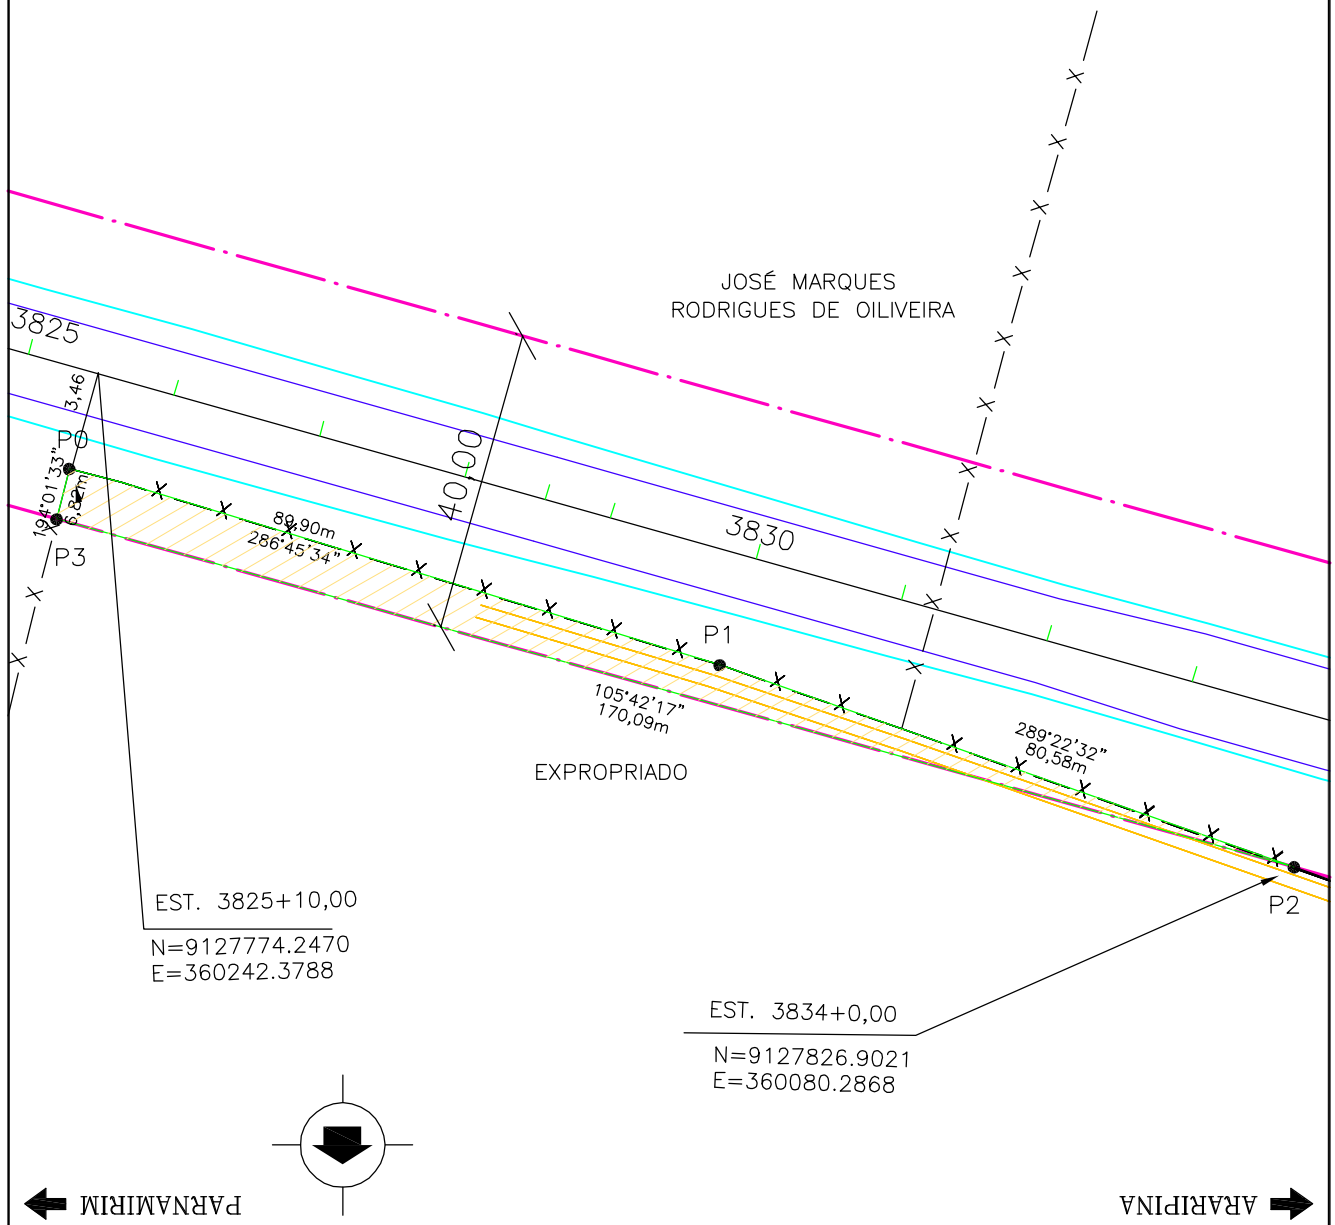 JOSÉ MARQUES
RODRIGUES DE OILIVEIRA
3825
3,46
P0
194°01'33"
6,82m
P3
89,90m
286°45'34"
40,00
3830
P1
105°42'17"
170,09m
289°22'32"
80,58m
EXPROPRIADO
P2
EST. 3825+10,00
N=9127774.2470
E=360242.3788
EST. 3834+0,00
N=9127826.9021
E=360080.2868
PARNAMIRIM
ARARIPINA